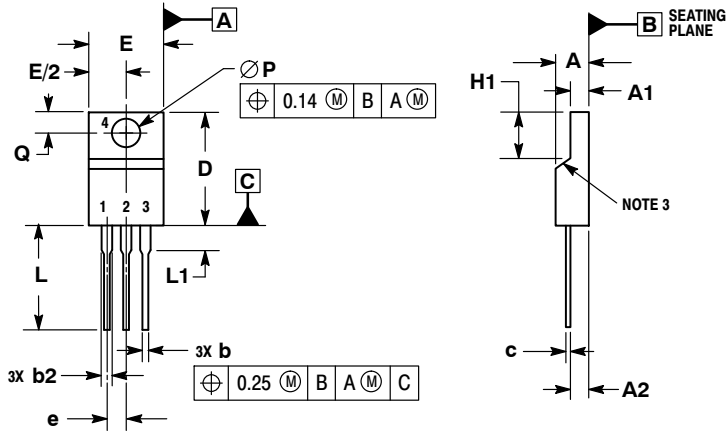 A
E
E/2
Ø P
⌖ 0.14 Ⓜ B A Ⓜ
4
Q
D
C
1 2 3
L
L1
3X b
3X b2
⌖ 0.25 Ⓜ B A Ⓜ C
e
B SEATING PLANE
A
H1
A1
NOTE 3
c
A2